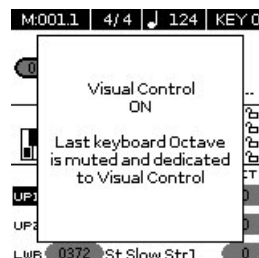 M:001.1 4/4 ♩ 124 KEY
Visual Control
ON
Last keyboard Octave
is muted and dedicated
to Visual Control
UP1
UP2
LWR 0372 St Slow Str1 0